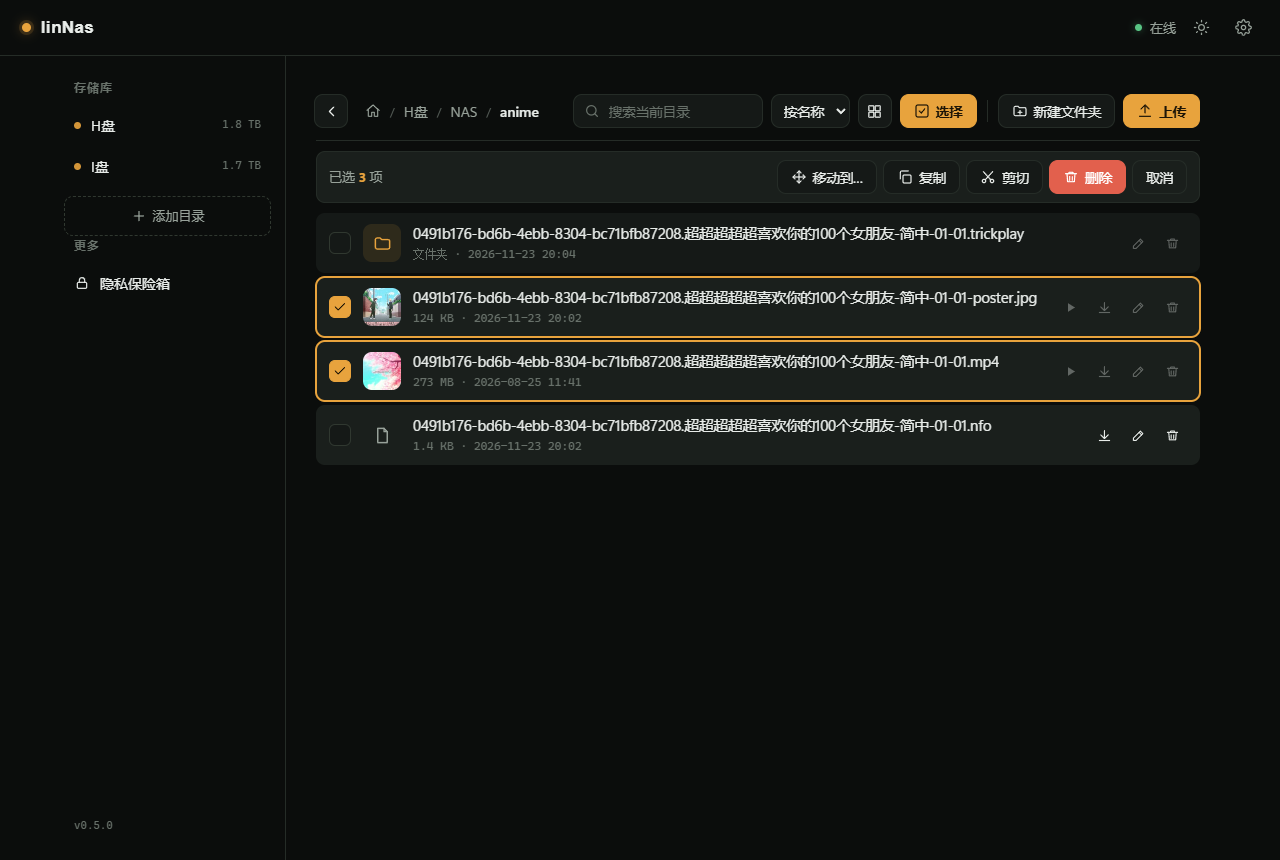 linNas
在线
存储库
H盘 1.8 TB
I盘 1.7 TB
添加目录
更多
隐私保险箱
v0.5.0
/ H盘 / NAS / anime
搜索当前目录
按名称
选择
新建文件夹
上传
已选 3 项
移动到...
复制
剪切
删除
取消
0491b176-bd6b-4ebb-8304-bc71bfb87208.超超超超超喜欢你的100个女朋友-简中-01-01.trickplay
文件夹 · 2026-11-23 20:04
0491b176-bd6b-4ebb-8304-bc71bfb87208.超超超超超喜欢你的100个女朋友-简中-01-01-poster.jpg
124 KB · 2026-11-23 20:02
0491b176-bd6b-4ebb-8304-bc71bfb87208.超超超超超喜欢你的100个女朋友-简中-01-01.mp4
273 MB · 2026-08-25 11:41
0491b176-bd6b-4ebb-8304-bc71bfb87208.超超超超超喜欢你的100个女朋友-简中-01-01.nfo
1.4 KB · 2026-11-23 20:02